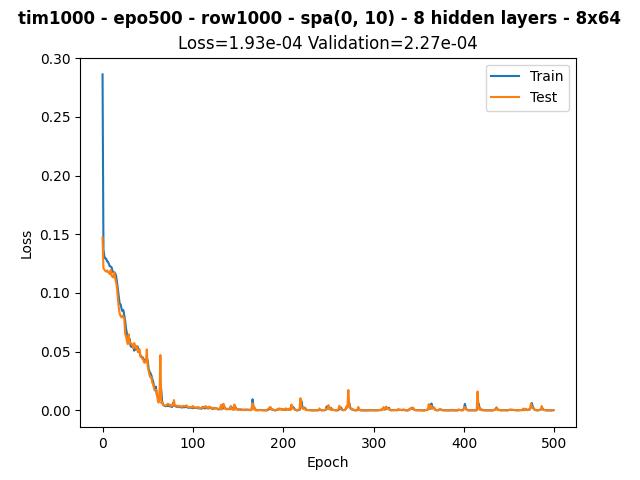 tim1000 - epo500 - row1000 - spa(0, 10) - 8 hidden layers - 8x64
Loss=1.93e-04 Validation=2.27e-04
0.30
0.25
0.20
0.15
0.10
0.05
0.00
Loss
Train
Test
0 100 200 300 400 500
Epoch